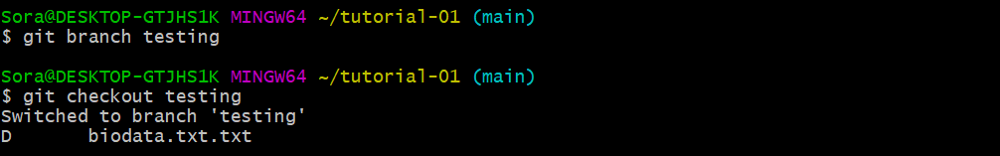 Sora@DESKTOP-GTJHS1K MINGW64 ~/tutorial-01 (main)
$ git branch testing
Sora@DESKTOP-GTJHS1K MINGW64 ~/tutorial-01 (main)
$ git checkout testing
Switched to branch 'testing'
D       biodata.txt.txt